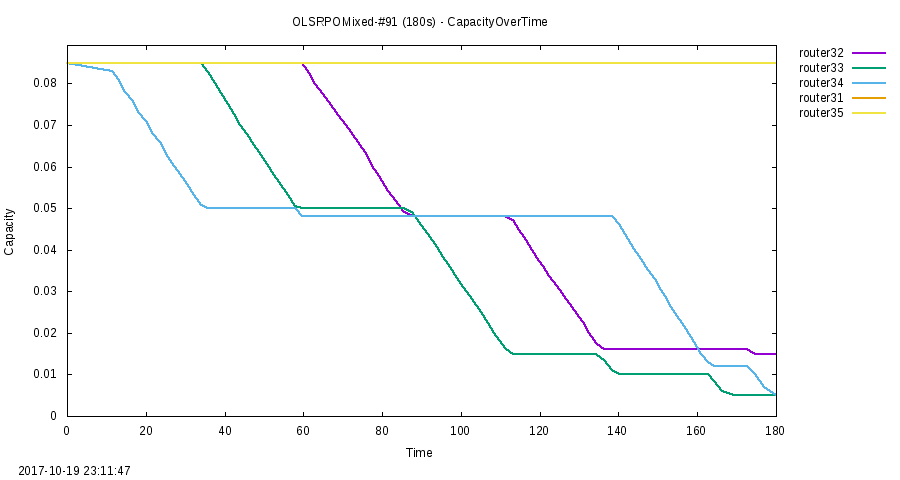 OLSRPOMixed-#91 (180s) - CapacityOverTime
router32
router33
router34
router31
router35
0.08
0.07
0.06
0.05
0.04
0.03
0.02
0.01
0
Capacity
0 20 40 60 80 100 120 140 160 180
Time
2017-10-19 23:11:47